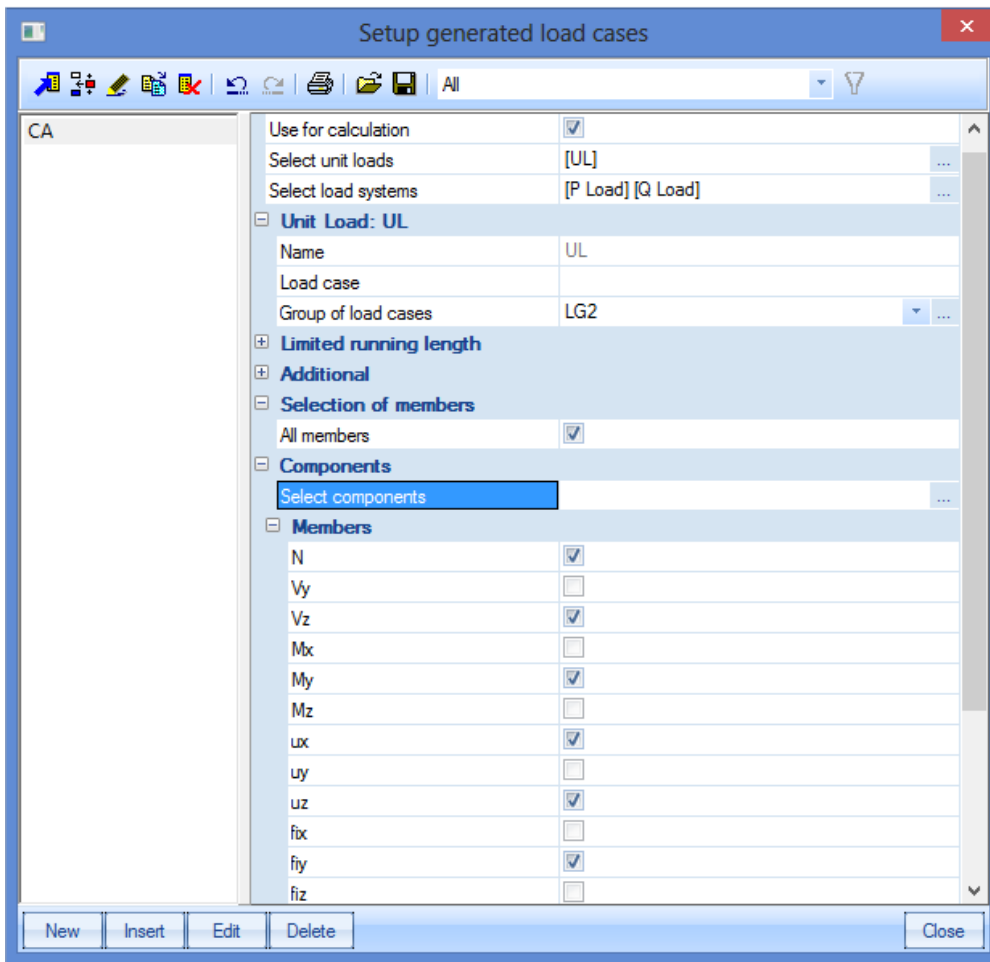 Setup generated load cases
All
CA
Use for calculation
Select unit loads [UL] ...
Select load systems [P Load] [Q Load] ...
Unit Load: UL
Name UL
Load case
Group of load cases LG2 ...
Limited running length
Additional
Selection of members
All members
Components
Select components ...
Members
N
Vy
Vz
Mx
My
Mz
ux
uy
uz
fix
fiy
fiz
New Insert Edit Delete Close